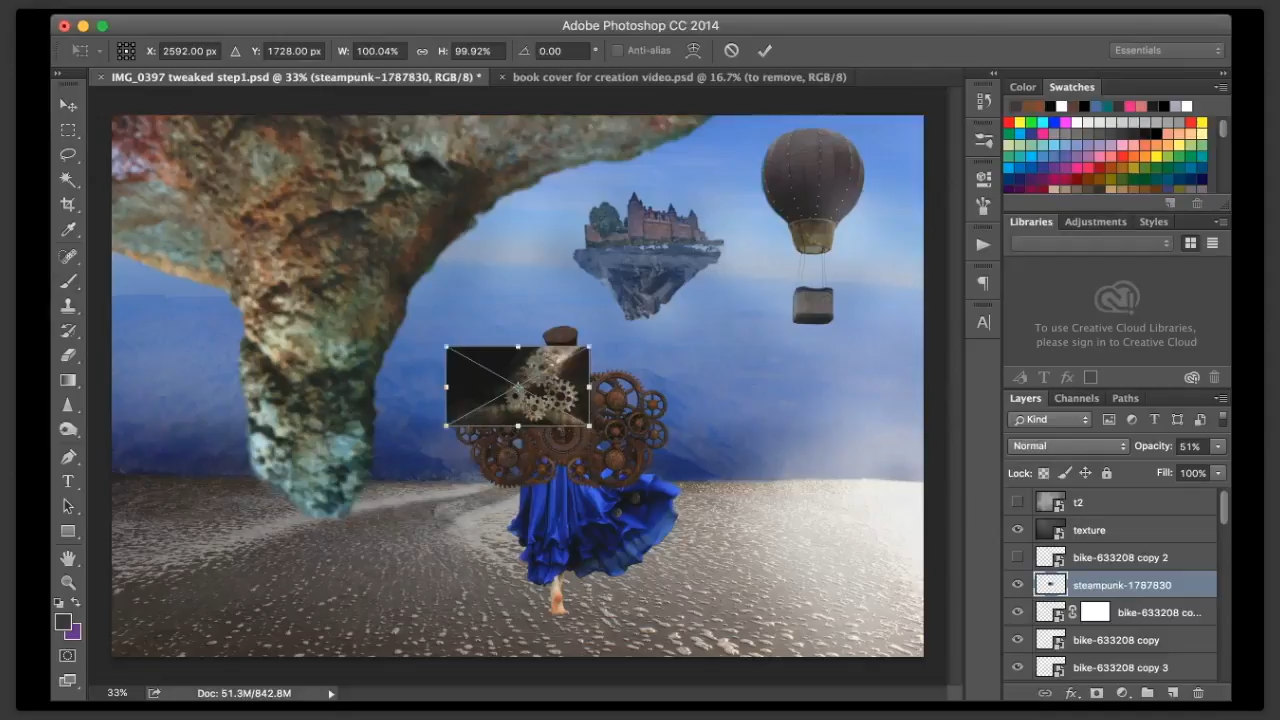 Adobe Photoshop CC 2014
X: 2592.00 px Y: 1728.00 px W: 100.04% H: 99.92% 0.00 ° Anti-alias Essentials
IMG_0397 tweaked step1.psd @ 33% (steampunk-1787830, RGB/8) * book cover for creation video.psd @ 16.7% (to remove, RGB/8)
Color Swatches
Libraries Adjustments Styles
To use Creative Cloud Libraries,
please sign in to Creative Cloud
Layers Channels Paths
Kind
Normal Opacity: 51%
Lock: Fill: 100%
t2
texture
bike-633208 copy 2
steampunk-1787830
bike-633208 co...
bike-633208 copy
bike-633208 copy 3
33% Doc: 51.3M/842.8M